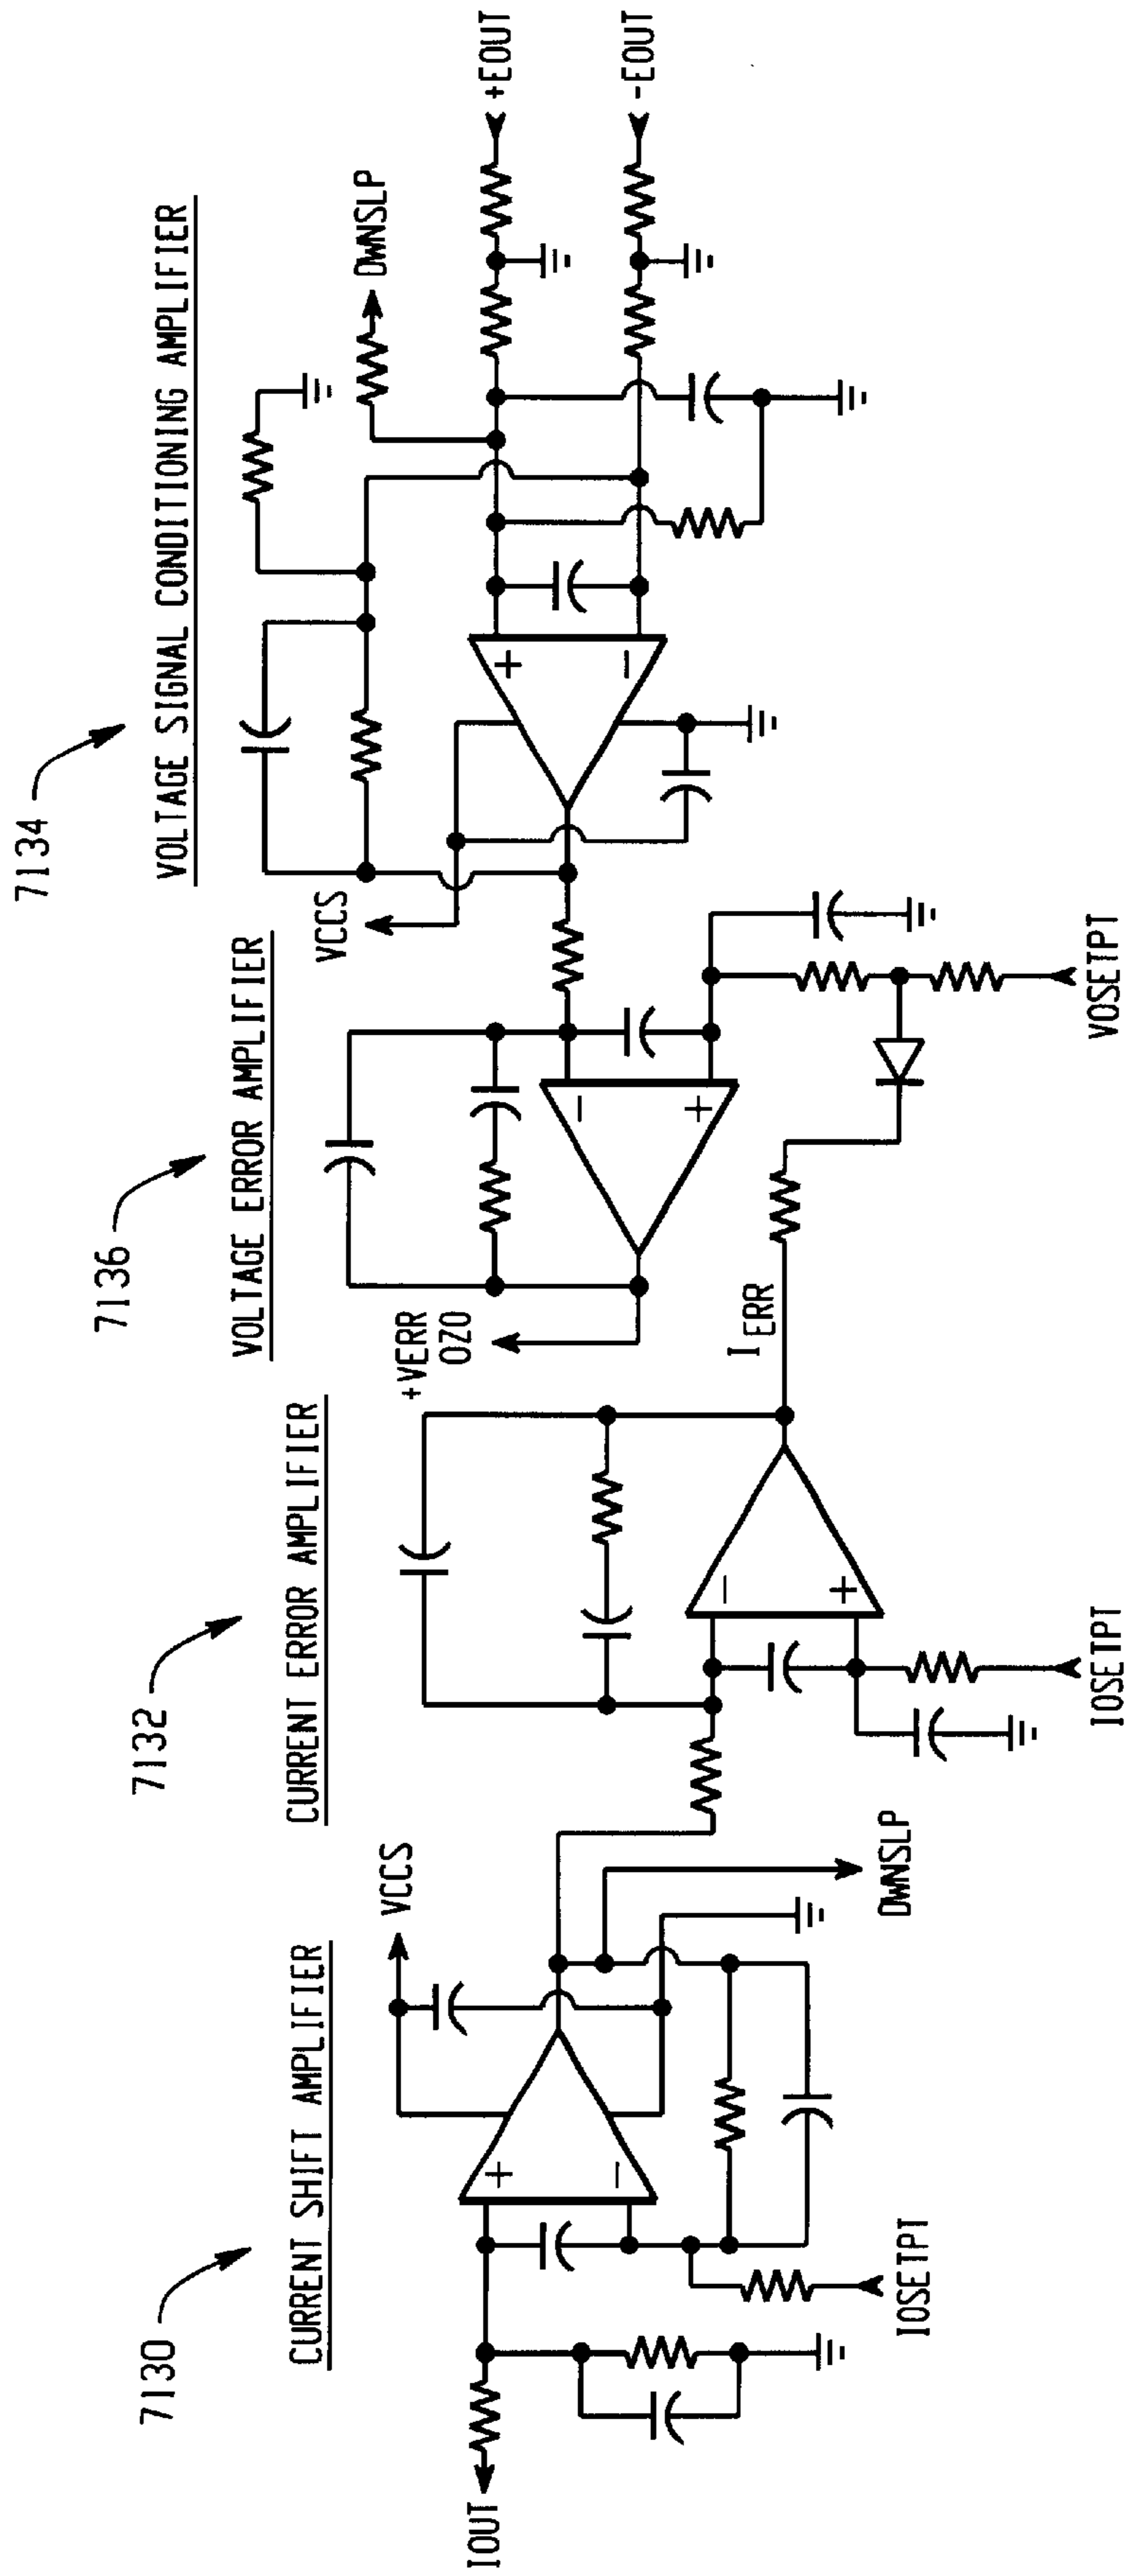 7130
CURRENT SHIFT AMPLIFIER
IOUT
+
−
VCCS
IOSETPT
DWNSLP
7132
CURRENT ERROR AMPLIFIER
−
+
IOSETPT
I ERR
7136
VOLTAGE ERROR AMPLIFIER
+VERR
OZO
−
+
VOSETPT
7134
VOLTAGE SIGNAL CONDITIONING AMPLIFIER
VCCS
+
−
DWNSLP
+EOUT
-EOUT